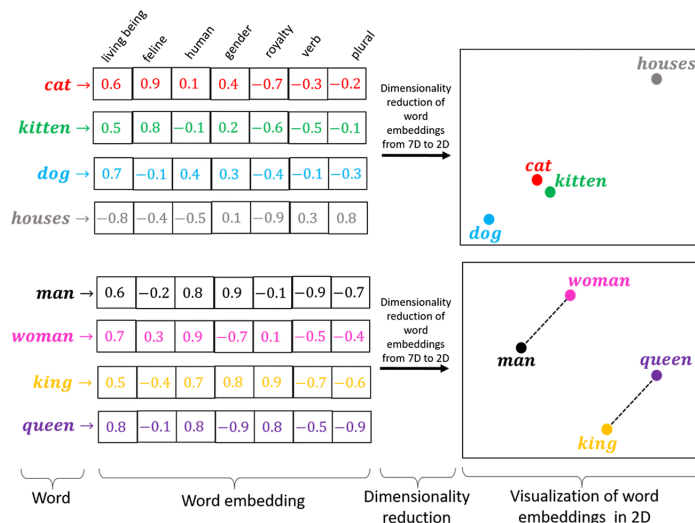 living being feline human gender royalty verb plural
cat → 0.6 0.9 0.1 0.4 −0.7 −0.3 −0.2
kitten → 0.5 0.8 −0.1 0.2 −0.6 −0.5 −0.1
dog → 0.7 −0.1 0.4 0.3 −0.4 −0.1 −0.3
houses → −0.8 −0.4 −0.5 0.1 −0.9 0.3 0.8
Dimensionality
reduction of
word
embeddings
from 7D to 2D
houses
cat
kitten
dog
man → 0.6 −0.2 0.8 0.9 −0.1 −0.9 −0.7
woman → 0.7 0.3 0.9 −0.7 0.1 −0.5 −0.4
king → 0.5 −0.4 0.7 0.8 0.9 −0.7 −0.6
queen → 0.8 −0.1 0.8 −0.9 0.8 −0.5 −0.9
Dimensionality
reduction of
word
embeddings
from 7D to 2D
woman
man
queen
king
Word
Word embedding
Dimensionality
reduction
Visualization of word
embeddings in 2D